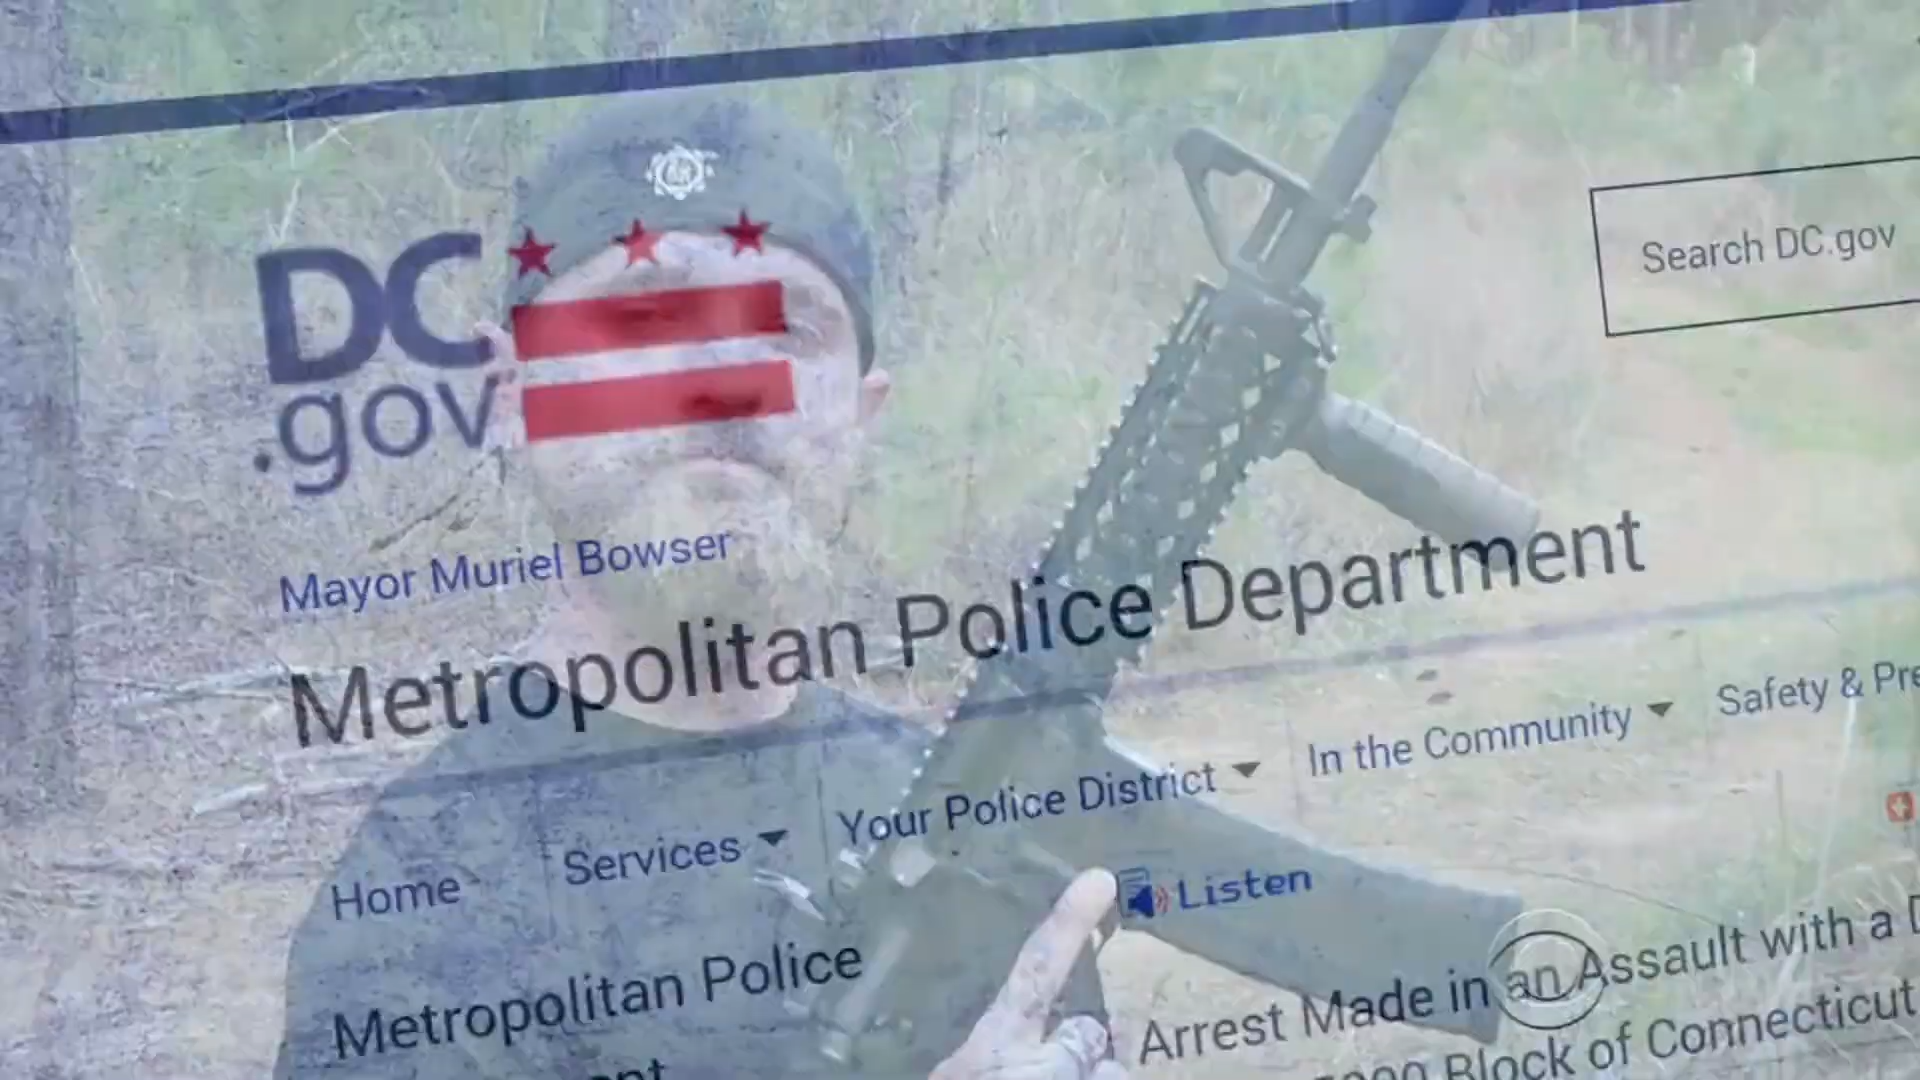 DC
.gov
Search DC.gov
Mayor Muriel Bowser
Metropolitan Police Department
Home
Services
Your Police District
In the Community
Safety &
Listen
Metropolitan Police
Arrest Made in an Assault with a
Block of Connecticut